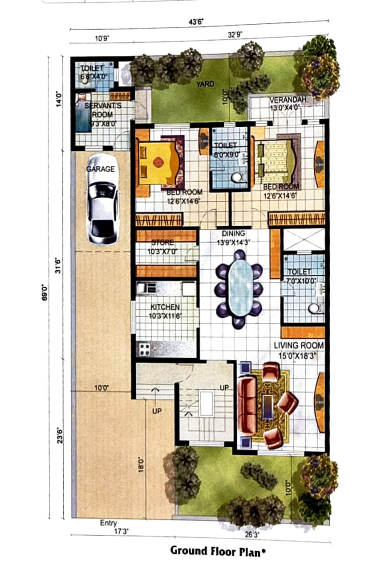 43'6"
10'9"
32'9"
TOILET
YARD
14'0"
10'0"
SERVANT'S
ROOM
9'3"X8'0"
VERANDAH
13'0"X4'0"
TOILET
6'0"X9'0"
GARAGE
BED ROOM
12'6"X14'6"
BED ROOM
12'6"X14'6"
DINING
13'9"X14'3"
STORE
10'3"X7'0"
31'6"
69'0"
TOILET
7'0"X10'0"
KITCHEN
10'3"X11'6"
LIVING ROOM
15'0"X18'3"
10'0"
UP
UP
23'6"
18'0"
10'0"
Entry
17'3"
26'3"
Ground Floor Plan*